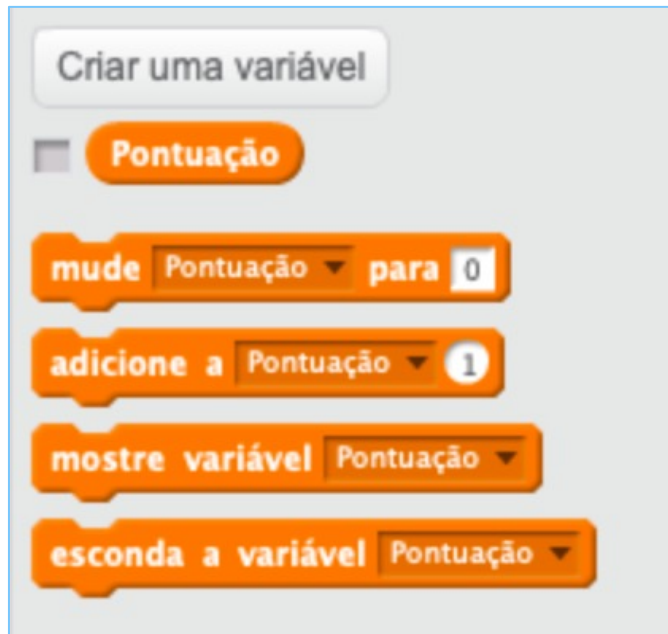 Criar uma variável
Pontuação
mude Pontuação para 0
adicione a Pontuação 1
mostre variável Pontuação
esconda a variável Pontuação